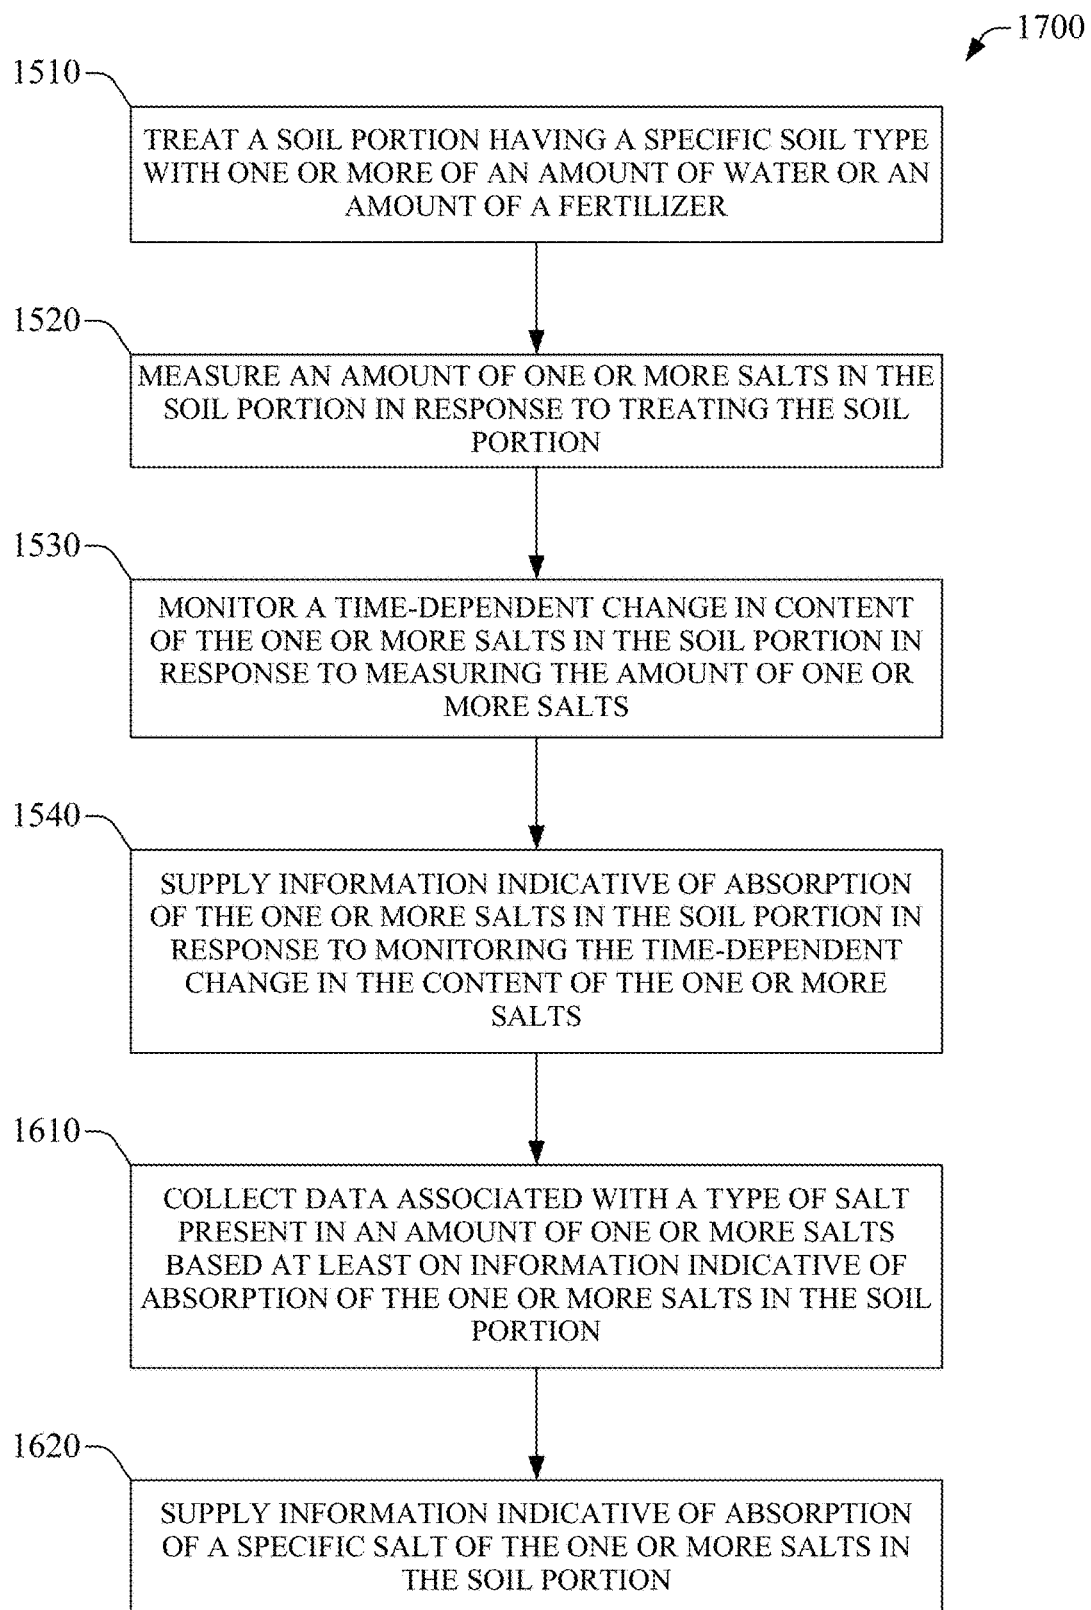 1700
1510
TREAT A SOIL PORTION HAVING A SPECIFIC SOIL TYPE
WITH ONE OR MORE OF AN AMOUNT OF WATER OR AN
AMOUNT OF A FERTILIZER
1520
MEASURE AN AMOUNT OF ONE OR MORE SALTS IN THE
SOIL PORTION IN RESPONSE TO TREATING THE SOIL
PORTION
1530
MONITOR A TIME-DEPENDENT CHANGE IN CONTENT
OF THE ONE OR MORE SALTS IN THE SOIL PORTION IN
RESPONSE TO MEASURING THE AMOUNT OF ONE OR
MORE SALTS
1540
SUPPLY INFORMATION INDICATIVE OF ABSORPTION
OF THE ONE OR MORE SALTS IN THE SOIL PORTION IN
RESPONSE TO MONITORING THE TIME-DEPENDENT
CHANGE IN THE CONTENT OF THE ONE OR MORE
SALTS
1610
COLLECT DATA ASSOCIATED WITH A TYPE OF SALT
PRESENT IN AN AMOUNT OF ONE OR MORE SALTS
BASED AT LEAST ON INFORMATION INDICATIVE OF
ABSORPTION OF THE ONE OR MORE SALTS IN THE SOIL
PORTION
1620
SUPPLY INFORMATION INDICATIVE OF ABSORPTION
OF A SPECIFIC SALT OF THE ONE OR MORE SALTS IN
THE SOIL PORTION